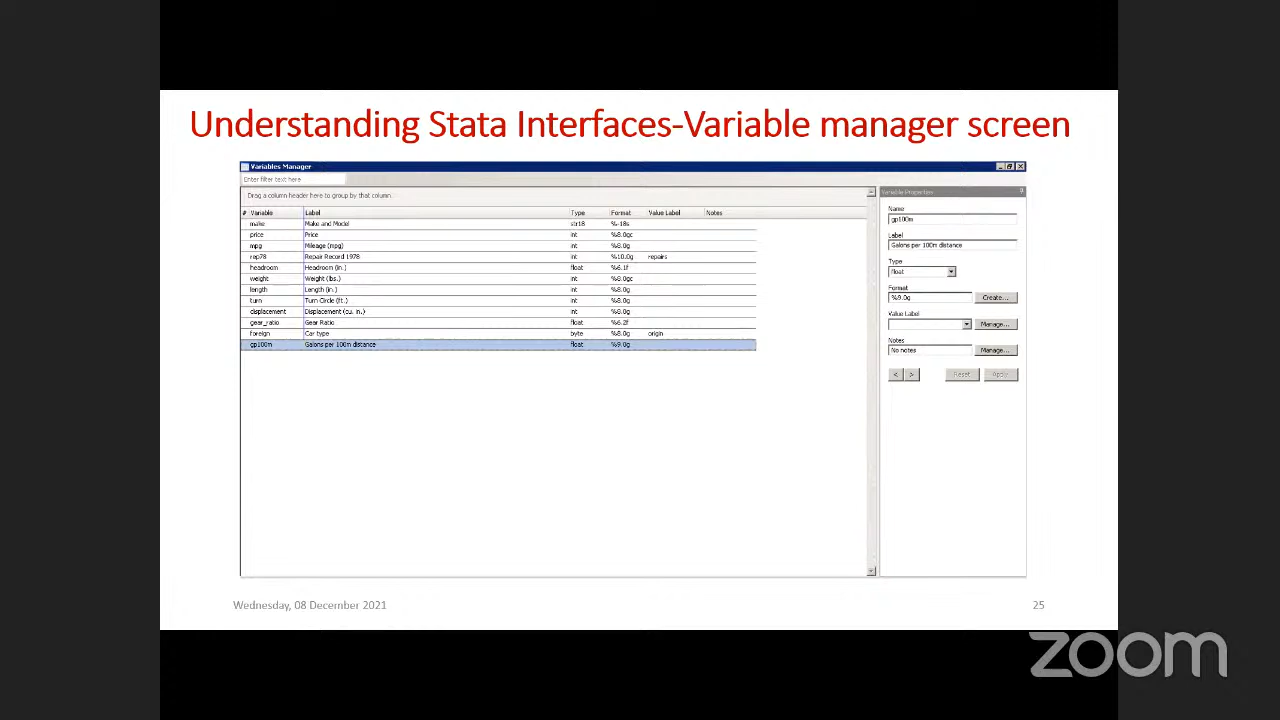 Understanding Stata Interfaces-Variable manager screen
Variables Manager
Enter filter text here
Drag a column header here to group by that column.
# Variable Label Type Format Value Label Notes
make Make and Model str18 %-18s
price Price int %8.0gc
mpg Mileage (mpg) int %8.0g
rep78 Repair Record 1978 int %10.0g repairs
headroom Headroom (in.) float %6.1f
weight Weight (lbs.) int %8.0gc
length Length (in.) int %8.0g
turn Turn Circle (ft.) int %8.0g
displacement Displacement (cu. in.) int %8.0g
gear_ratio Gear Ratio float %6.2f
foreign Car type byte %8.0g origin
gp100m Galons per 100m distance float %9.0g
Variable Properties
Name
gp100m
Label
Galons per 100m distance
Type
float
Format
%9.0g Create...
Value Label
Manage...
Notes
No notes Manage...
< > Reset Apply
Wednesday, 08 December 2021 25
zoom